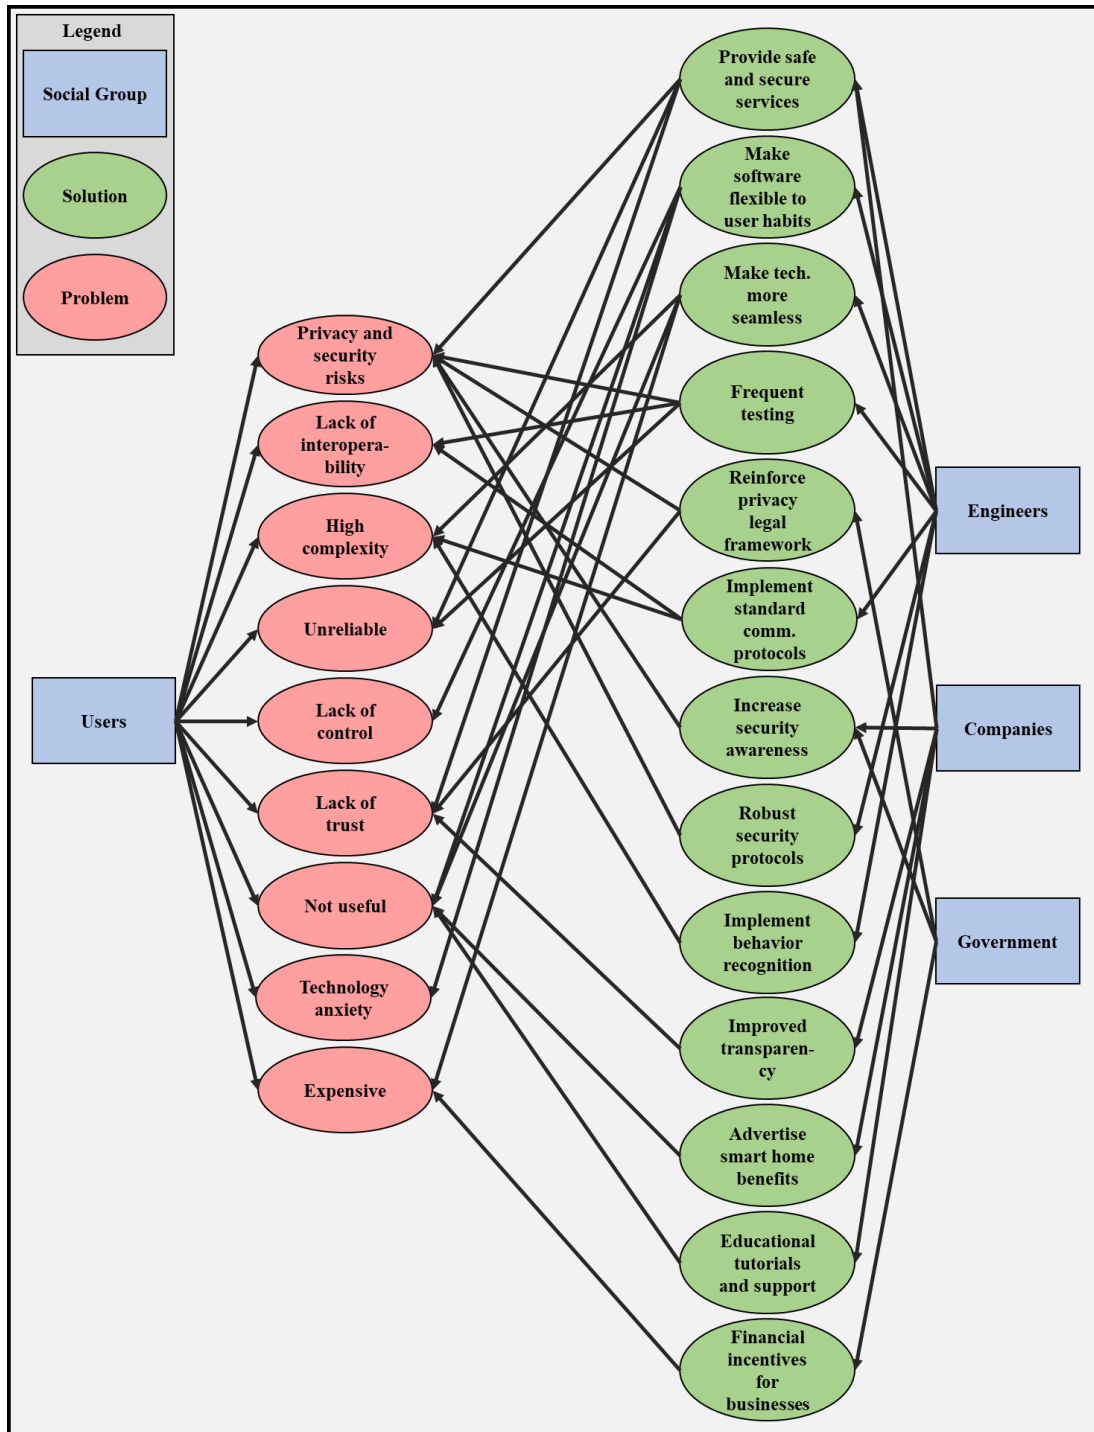 Legend
Social Group
Solution
Problem
Users
Privacy and
security
risks
Lack of
interopera-
bility
High
complexity
Unreliable
Lack of
control
Lack of
trust
Not useful
Technology
anxiety
Expensive
Provide safe
and secure
services
Make
software
flexible to
user habits
Make tech.
more
seamless
Frequent
testing
Reinforce
privacy
legal
framework
Implement
standard
comm.
protocols
Increase
security
awareness
Robust
security
protocols
Implement
behavior
recognition
Improved
transparen-
cy
Advertise
smart home
benefits
Educational
tutorials
and support
Financial
incentives
for
businesses
Engineers
Companies
Government